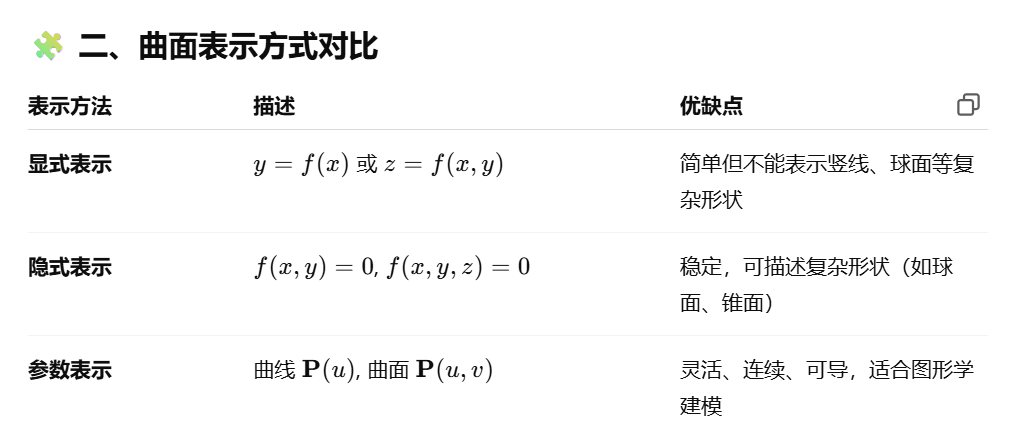 🧩 二、曲面表示方式对比
表示方法 描述 优缺点
显式表示 y = f(x) 或 z = f(x, y) 简单但不能表示竖线、球面等复
杂形状
隐式表示 f(x, y) = 0, f(x, y, z) = 0 稳定，可描述复杂形状（如球
面、锥面）
参数表示 曲线 P(u), 曲面 P(u, v) 灵活、连续、可导，适合图形学
建模